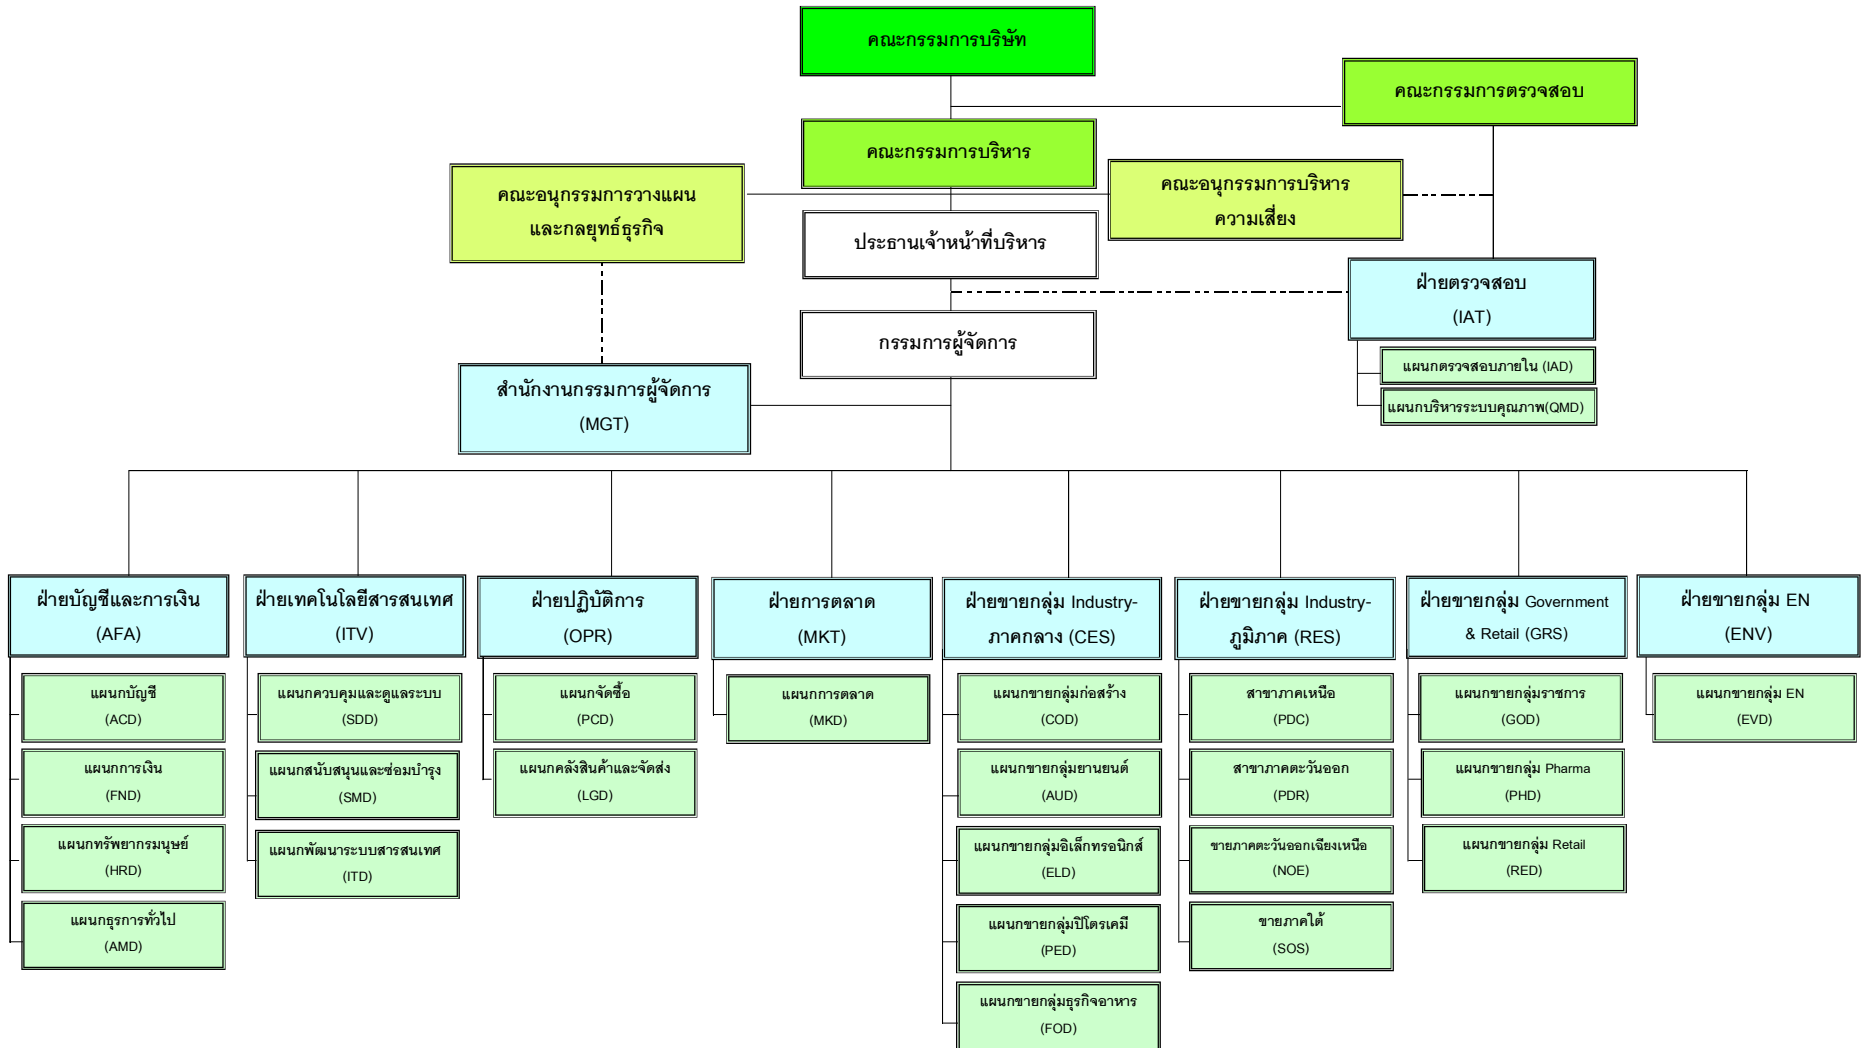 คณะกรรมการบริษัท
คณะกรรมการตรวจสอบ
คณะกรรมการบริหาร
คณะอนุกรรมการวางแผน
และกลยุทธ์ธุรกิจ
คณะอนุกรรมการบริหาร
ความเสี่ยง
ประธานเจ้าหน้าที่บริหาร
ฝ่ายตรวจสอบ
(IAT)
กรรมการผู้จัดการ
แผนกตรวจสอบภายใน (IAD)
แผนกบริหารระบบคุณภาพ(QMD)
สำนักงานกรรมการผู้จัดการ
(MGT)
ฝ่ายบัญชีและการเงิน
(AFA)
แผนกบัญชี
(ACD)
แผนกการเงิน
(FND)
แผนกทรัพยากรมนุษย์
(HRD)
แผนกธุรการทั่วไป
(AMD)
ฝ่ายเทคโนโลยีสารสนเทศ
(ITV)
แผนกควบคุมและดูแลระบบ
(SDD)
แผนกสนับสนุนและซ่อมบำรุง
(SMD)
แผนกพัฒนาระบบสารสนเทศ
(ITD)
ฝ่ายปฏิบัติการ
(OPR)
แผนกจัดซื้อ
(PCD)
แผนกคลังสินค้าและจัดส่ง
(LGD)
ฝ่ายการตลาด
(MKT)
แผนกการตลาด
(MKD)
ฝ่ายขายกลุ่ม Industry-
ภาคกลาง (CES)
แผนกขายกลุ่มก่อสร้าง
(COD)
แผนกขายกลุ่มยานยนต์
(AUD)
แผนกขายกลุ่มอิเล็กทรอนิกส์
(ELD)
แผนกขายกลุ่มปิโตรเคมี
(PED)
แผนกขายกลุ่มธุรกิจอาหาร
(FOD)
ฝ่ายขายกลุ่ม Industry-
ภูมิภาค (RES)
สาขาภาคเหนือ
(PDC)
สาขาภาคตะวันออก
(PDR)
ขายภาคตะวันออกเฉียงเหนือ
(NOE)
ขายภาคใต้
(SOS)
ฝ่ายขายกลุ่ม Government
& Retail (GRS)
แผนกขายกลุ่มราชการ
(GOD)
แผนกขายกลุ่ม Pharma
(PHD)
แผนกขายกลุ่ม Retail
(RED)
ฝ่ายขายกลุ่ม EN
(ENV)
แผนกขายกลุ่ม EN
(EVD)